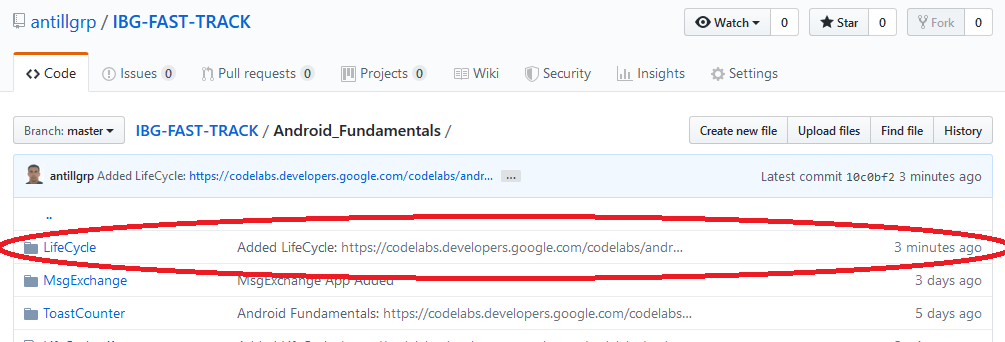 antillgrp / IBG-FAST-TRACK Watch 0 Star 0 Fork 0
Code Issues 0 Pull requests 0 Projects 0 Wiki Security Insights Settings
Branch: master IBG-FAST-TRACK / Android_Fundamentals / Create new file Upload files Find file History
antillgrp Added LifeCycle: https://codelabs.developers.google.com/codelabs/andr... ... Latest commit 10c0bf2 3 minutes ago
..
LifeCycle Added LifeCycle: https://codelabs.developers.google.com/codelabs/andr... 3 minutes ago
MsgExchange MsgExchange App Added 3 days ago
ToastCounter Android Fundamentals: https://codelabs.developers.google.com/codelabs... 5 days ago